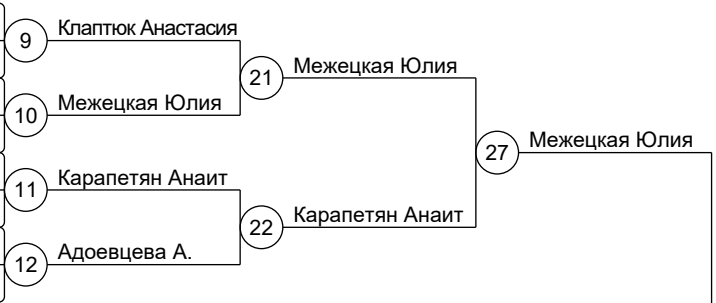 9 Клаптюк Анастасия
21 Межецкая Юлия
10 Межецкая Юлия
27 Межецкая Юлия
11 Карапетян Анаит
22 Карапетян Анаит
12 Адоевцева А.